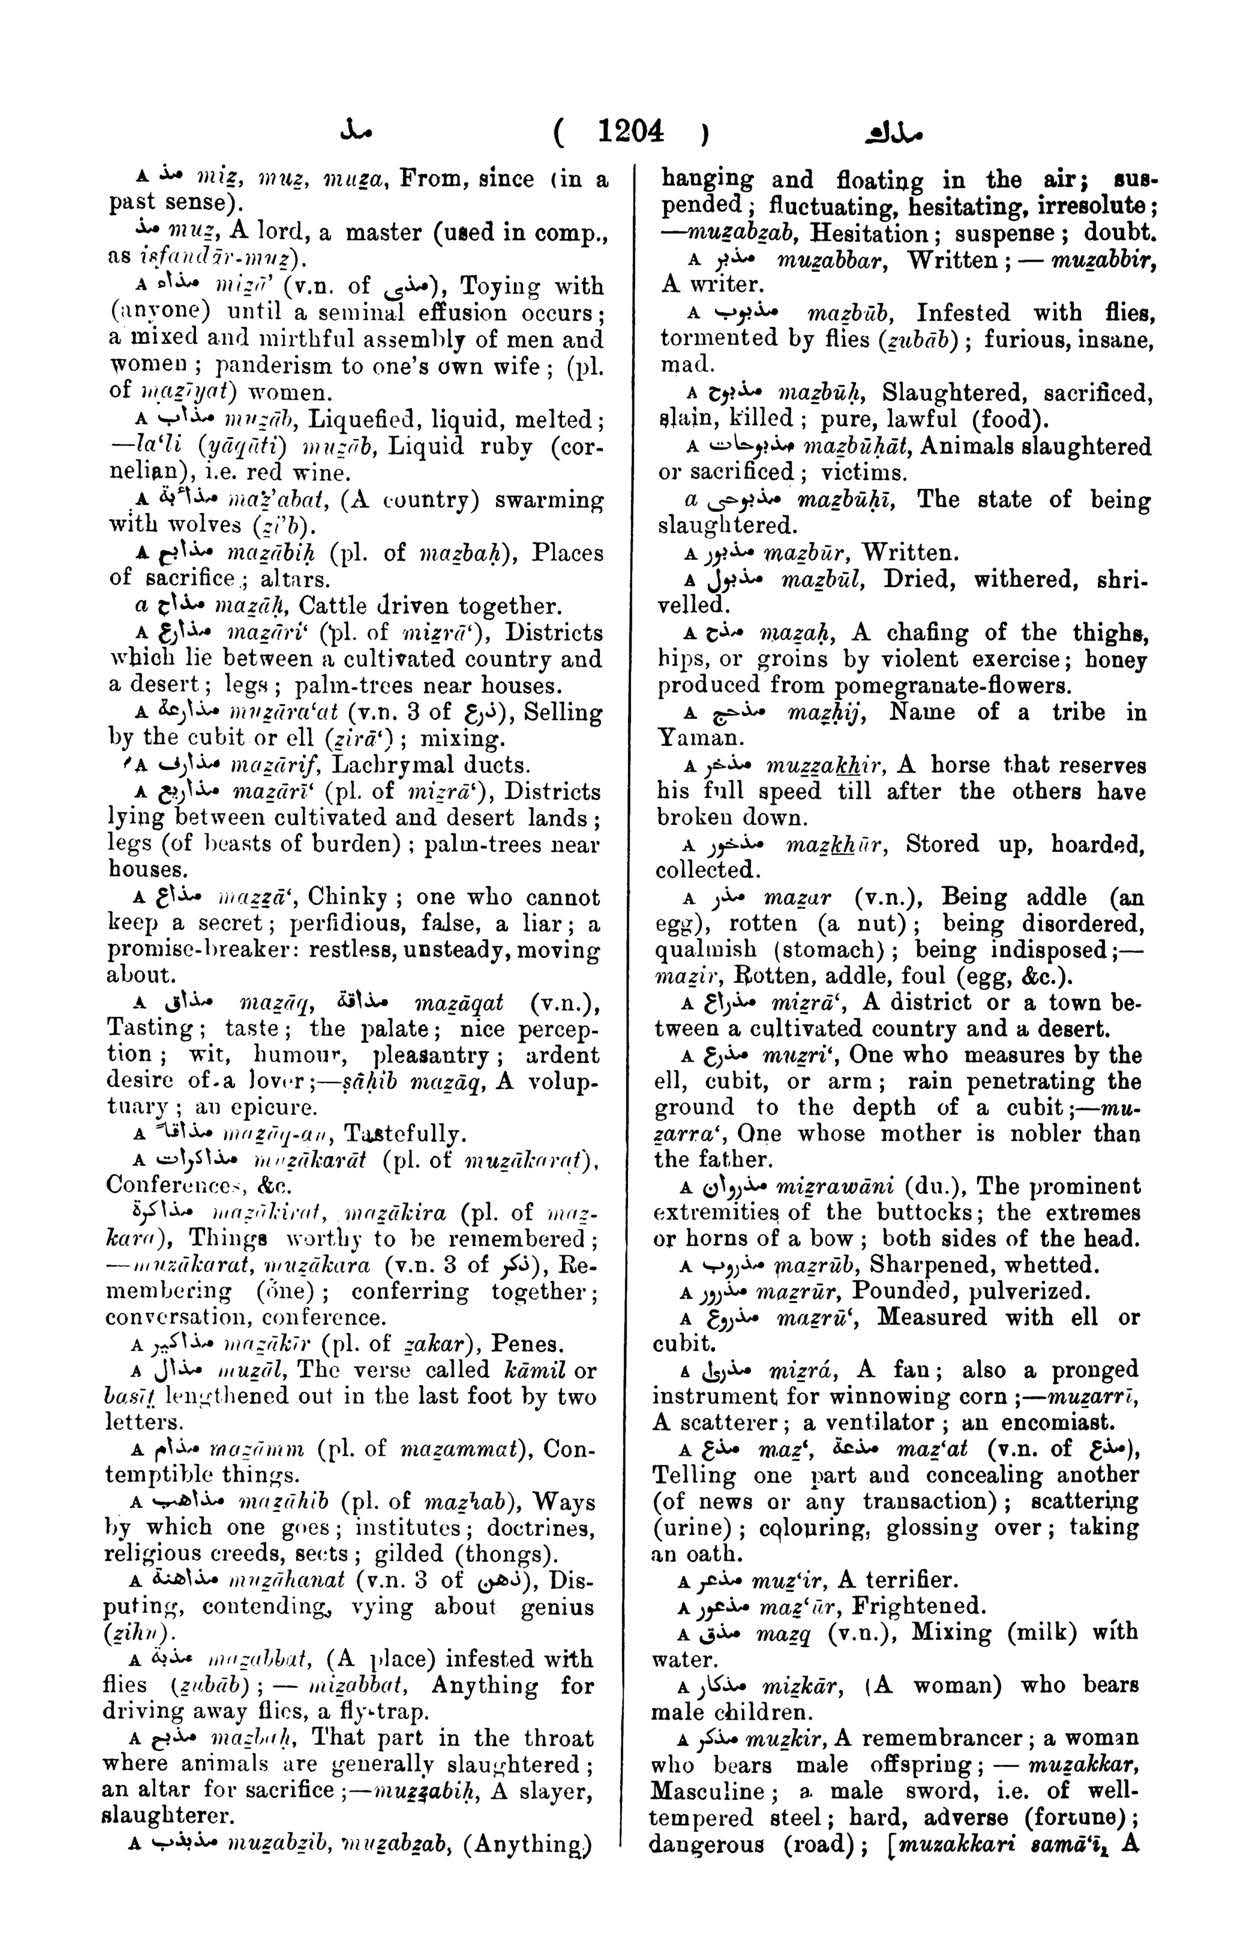 مذ ( 1204 ) مذك
A مذ miẕ, muẕ, muẕa, From, since (in a
past sense).
مذ muẕ, A lord, a master (used in comp.,
as isfandār-muẕ).
A مذاء miẕā’ (v.n. of مذى), Toying with
(anyone) until a seminal effusion occurs;
a mixed and mirthful assembly of men and
women; panderism to one's own wife; (pl.
of maẕīyat) women.
A مذاب muẕāb, Liquefied, liquid, melted;
—la‘li (yāqūti) muẕāb, Liquid ruby (cor-
nelian), i.e. red wine.
A مذأبة maẕ’abat, (A country) swarming
with wolves (ẕi’b).
A مذابح maẕābiḥ (pl. of maẕbaḥ), Places
of sacrifice; altars.
a مذاح maẕāḥ, Cattle driven together.
A مذارع maẕāri‘ (pl. of miẕrā‘), Districts
which lie between a cultivated country and
a desert; legs; palm-trees near houses.
A مذارعة muẕāra‘at (v.n. 3 of ذرع), Selling
by the cubit or ell (ẕirā‘); mixing.
A مذارف maẕārif, Lachrymal ducts.
A مذاريع maẕārī‘ (pl. of miẕrā‘), Districts
lying between cultivated and desert lands;
legs (of beasts of burden); palm-trees near
houses.
A مذاع maẕẕā‘, Chinky; one who cannot
keep a secret; perfidious, false, a liar; a
promise-breaker: restless, unsteady, moving
about.
A مذاق maẕāq, مذاقة maẕāqat (v.n.),
Tasting; taste; the palate; nice percep-
tion; wit, humour, pleasantry; ardent
desire of a lover;—ṣāḥib maẕāq, A volup-
tuary; an epicure.
A مذاقاً maẕāq-an, Tastefully.
A مذاكرات muẕākarāt (pl. of muẕākarat),
Conferences, &c.
مذاكرة maẕākirat, maẕākira (pl. of maẕ-
kara), Things worthy to be remembered;
—muẕākarat, muẕākara (v.n. 3 of ذكر), Re-
membering (one); conferring together;
conversation, conference.
A مذاكير maẕākīr (pl. of ẕakar), Penes.
A مذال muẕāl, The verse called kāmil or
basīt̤ lengthened out in the last foot by two
letters.
A مذام maẕāmm (pl. of maẕammat), Con-
temptible things.
A مذاهب maẕāhib (pl. of maẕhab), Ways
by which one goes; institutes; doctrines,
religious creeds, sects; gilded (thongs).
A مذاهنة muẕāhanat (v.n. 3 of ذهن), Dis-
puting, contending, vying about genius
(ẕihn).
A مذبة maẕabbat, (A place) infested with
flies (ẕubāb); — miẕabbat, Anything for
driving away flies, a fly-trap.
A مذبح maẕbaḥ, That part in the throat
where animals are generally slaughtered;
an altar for sacrifice;—muẕẕabiḥ, A slayer,
slaughterer.
A مذبذب muẕabẕib, muẕabẕab, (Anything)
hanging and floating in the air; sus-
pended; fluctuating, hesitating, irresolute;
—muẕabẕab, Hesitation; suspense; doubt.
A مذبر muẕabbar, Written; — muẕabbir,
A writer.
A مذبوب maẕbūb, Infested with flies,
tormented by flies (ẕubāb); furious, insane,
mad.
A مذبوح maẕbūḥ, Slaughtered, sacrificed,
slain, killed; pure, lawful (food).
A مذبوحات maẕbūḥāt, Animals slaughtered
or sacrificed; victims.
a مذبوحى maẕbūḥī, The state of being
slaughtered.
A مذبور maẕbūr, Written.
A مذبول maẕbūl, Dried, withered, shri-
velled.
A مذح maẕaḥ, A chafing of the thighs,
hips, or groins by violent exercise; honey
produced from pomegranate-flowers.
A مذحج maẕḥij, Name of a tribe in
Yaman.
A مذخر muẕẕakhir, A horse that reserves
his full speed till after the others have
broken down.
A مذخور maẕkhūr, Stored up, hoarded,
collected.
A مذر maẕar (v.n.), Being addle (an
egg), rotten (a nut); being disordered,
qualmish (stomach); being indisposed;—
maẕir, Rotten, addle, foul (egg, &c.).
A مذراع miẕrā‘, A district or a town be-
tween a cultivated country and a desert.
A مذرع muẕri‘, One who measures by the
ell, cubit, or arm; rain penetrating the
ground to the depth of a cubit;—mu-
ẕarra‘, One whose mother is nobler than
the father.
A مذروان miẕrawāni (du.), The prominent
extremities of the buttocks; the extremes
or horns of a bow; both sides of the head.
A مذروب maẕrūb, Sharpened, whetted.
A مذرور maẕrūr, Pounded, pulverized.
A مذروع maẕrū‘, Measured with ell or
cubit.
A مذرىٰ miẕrá, A fan; also a pronged
instrument for winnowing corn;—muẕarrī,
A scatterer; a ventilator; an encomiast.
A مذع maẕ‘, مذعة maẕ‘at (v.n. of مذع),
Telling one part and concealing another
(of news or any transaction); scattering
(urine); colouring, glossing over; taking
an oath.
A مذعر muẕ‘ir, A terrifier.
A مذعور maẕ‘ūr, Frightened.
A مذق maẕq (v.n.), Mixing (milk) with
water.
A مذكار miẕkār, (A woman) who bears
male children.
A مذكر muẕkir, A remembrancer; a woman
who bears male offspring; — muẕakkar,
Masculine; a male sword, i.e. of well-
tempered steel; hard, adverse (fortune);
dangerous (road); [muẕakkari samā‘ī, A